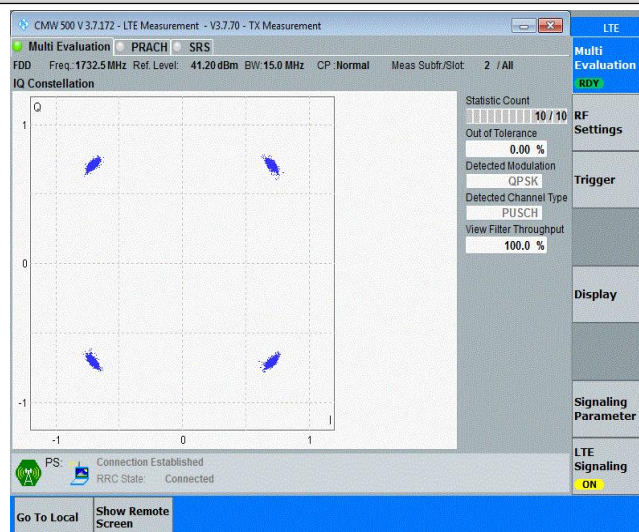 CMW 500 V 3.7.172 - LTE Measurement - V3.7.70 - TX Measurement
LTE
Multi Evaluation PRACH SRS
FDD Freq.:1732.5 MHz Ref. Level: 41.20 dBm BW:15.0 MHz CP :Normal Meas Subfr./Slot: 2 / All
IQ Constellation
Q
1
0
-1
-1 0 1
I
Statistic Count
10 / 10
Out of Tolerance
0.00 %
Detected Modulation
QPSK
Detected Channel Type
PUSCH
View Filter Throughput
100.0 %
Multi
Evaluation
RDY
RF
Settings
Trigger
Display
Signaling
Parameter
LTE
Signaling
ON
PS: Connection Established
RRC State: Connected
Go To Local
Show Remote
Screen